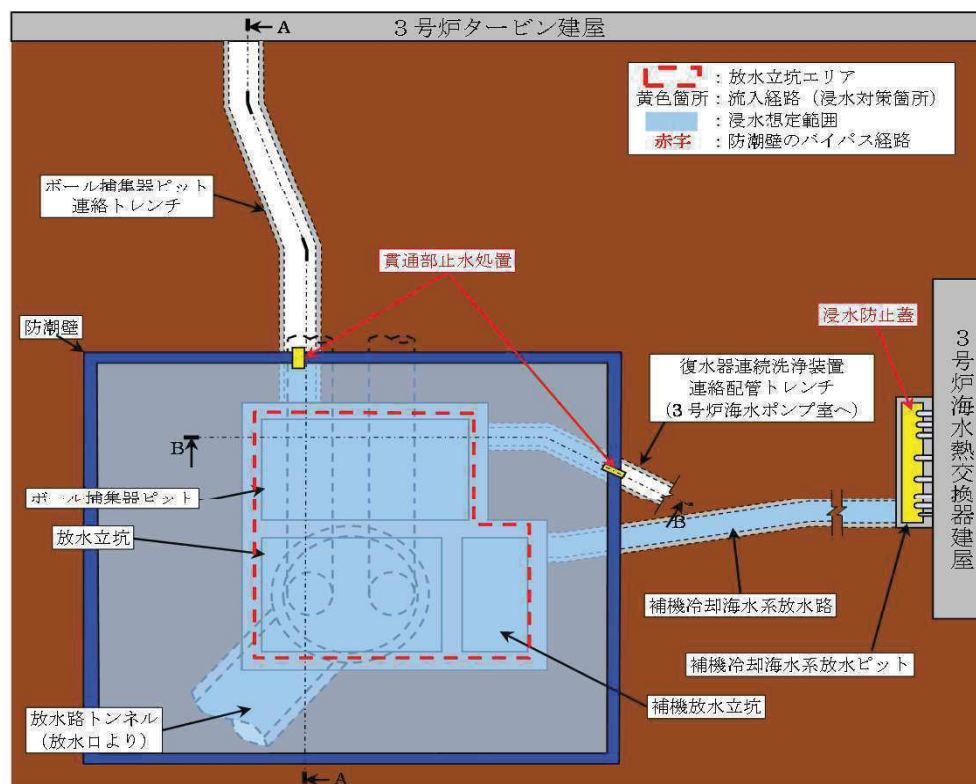 A
3号炉タービン建屋
：放水立坑エリア
黄色箇所：流入経路（浸水対策箇所）
：浸水想定範囲
赤字：防潮壁のバイパス経路
ボール捕集器ピット
連絡トレンチ
貫通部止水処置
浸水防止蓋
防潮壁
復水器連続洗浄装置
連絡配管トレンチ
（3号炉海水ポンプ室へ）
3号炉海水熱交換器建屋
B
B
ボール捕集器ピット
放水立坑
補機冷却海水系放水路
補機冷却海水系放水ピット
補機放水立坑
放水路トンネル
（放水口より）
A